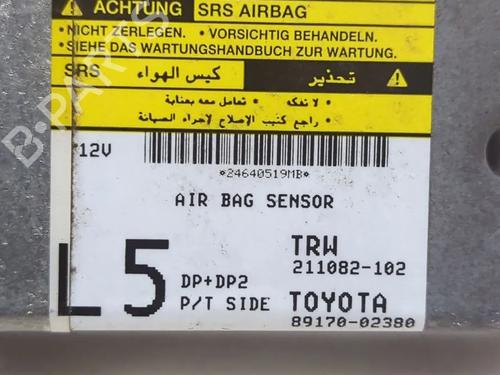 ACHTUNG SRS AIRBAG
•NICHT ZERLEGEN. •VORSICHTIG BEHANDELN.
•SIEHE DAS WARTUNGSHANDBUCH ZUR WARTUNG.
SRS كيس الهواء تحذير
• لا تفكه • تعامل معه بعناية
• راجع كتيب الإصلاح لإجراء الصيانة
12V
*24640519MB*
AIR BAG SENSOR
L5 DP+DP2 P/T SIDE
TRW
211082-102
TOYOTA
89170-02380
B-PARTS